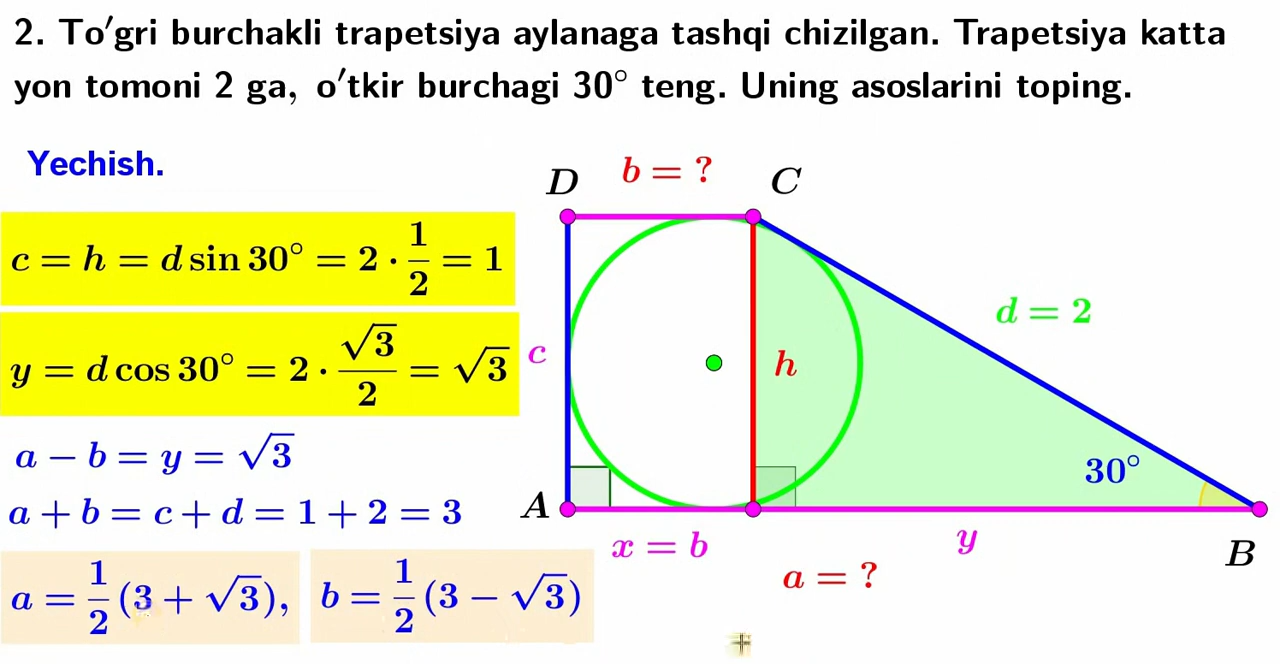 2. To′gri burchakli trapetsiya aylanaga tashqi chizilgan. Trapetsiya katta
yon tomoni 2 ga, o′tkir burchagi 30° teng. Uning asoslarini toping.
Yechish.
c = h = d sin 30° = 2 · 1/2 = 1
y = d cos 30° = 2 · √3/2 = √3
a − b = y = √3
a + b = c + d = 1 + 2 = 3
a = 1/2 (3 + √3), b = 1/2 (3 − √3)
D b = ? C
d = 2
c h
30°
A
x = b y
a = ? B